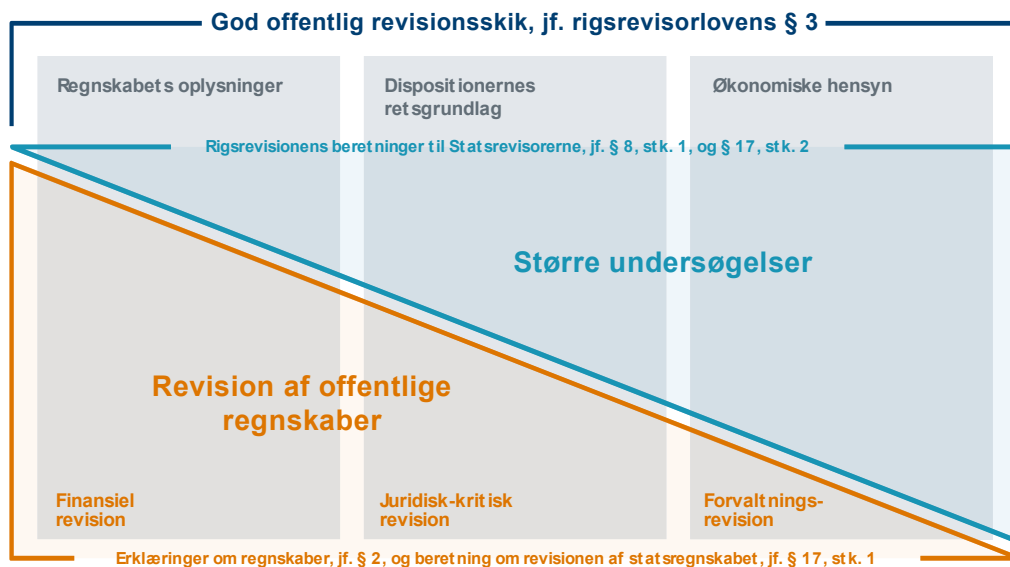 God offentlig revisionsskik, jf. rigsrevisorlovens § 3
Regnskabets oplysninger
Dispositionernes
retsgrundlag
Økonomiske hensyn
Rigsrevisionens beretninger til Statsrevisorerne, jf. § 8, stk. 1, og § 17, stk. 2
Større undersøgelser
Revision af offentlige
regnskaber
Finansiel
revision
Juridisk-kritisk
revision
Forvaltnings-
revision
Erklæringer om regnskaber, jf. § 2, og beretning om revisionen af statsregnskabet, jf. § 17, stk. 1